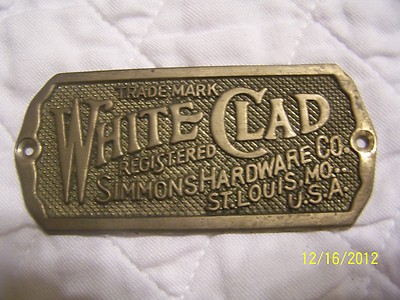 TRADE MARK
WHITE-CLAD
REGISTERED
SIMMONS HARDWARE CO.
ST. LOUIS, MO.
U.S.A.
12/16/2012